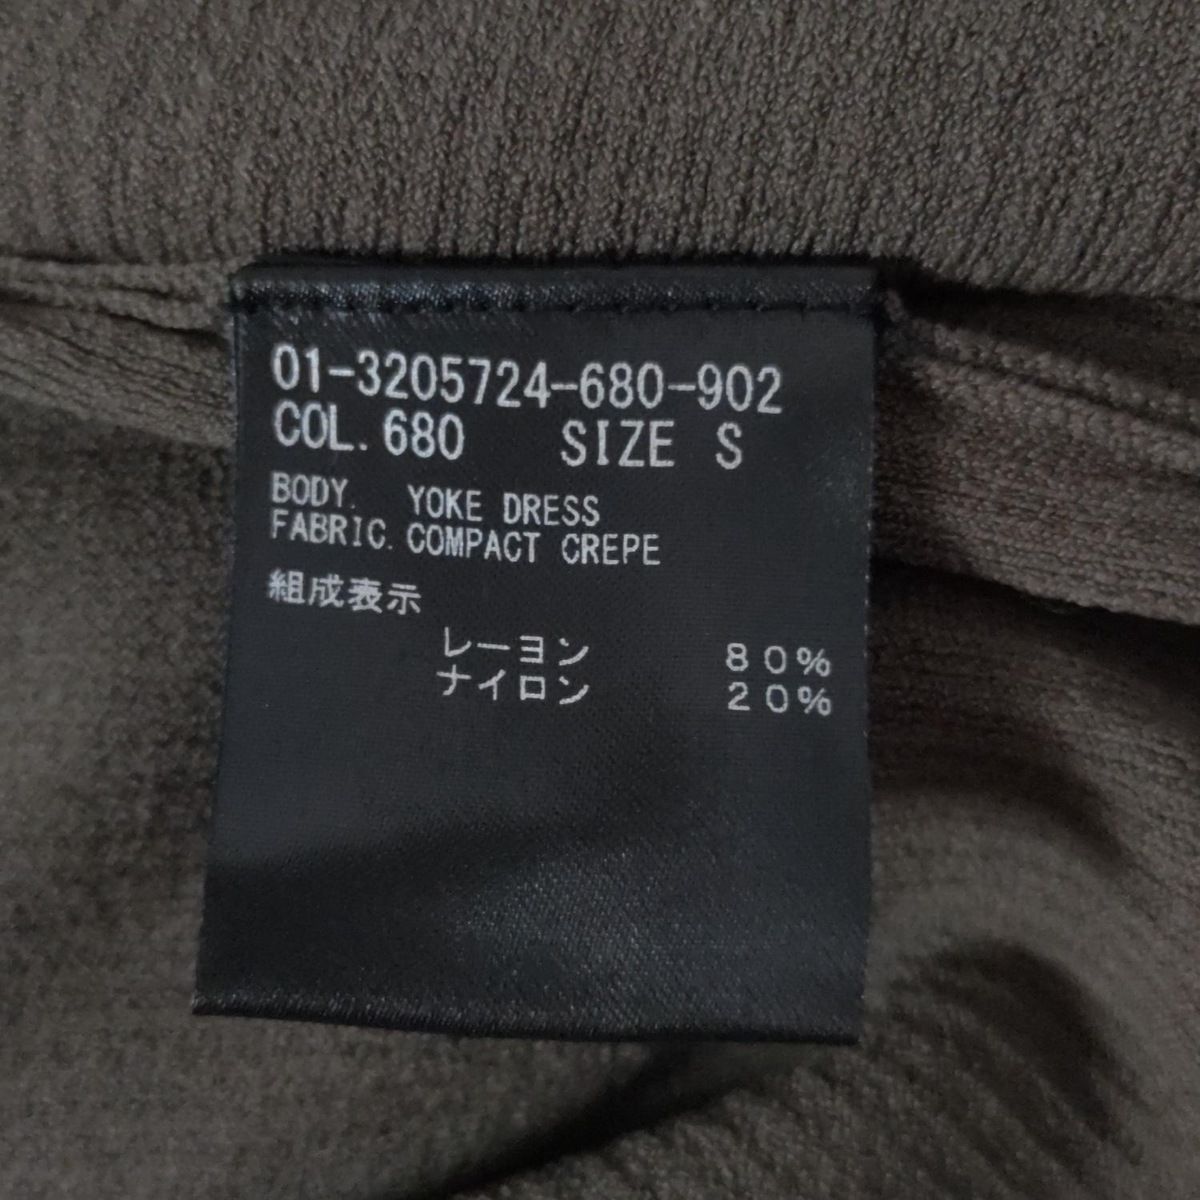 01-3205724-680-902
COL. 680 SIZE S
BODY. YOKE DRESS
FABRIC. COMPACT CREPE
組成表示
レーヨン 80%
ナイロン 20%